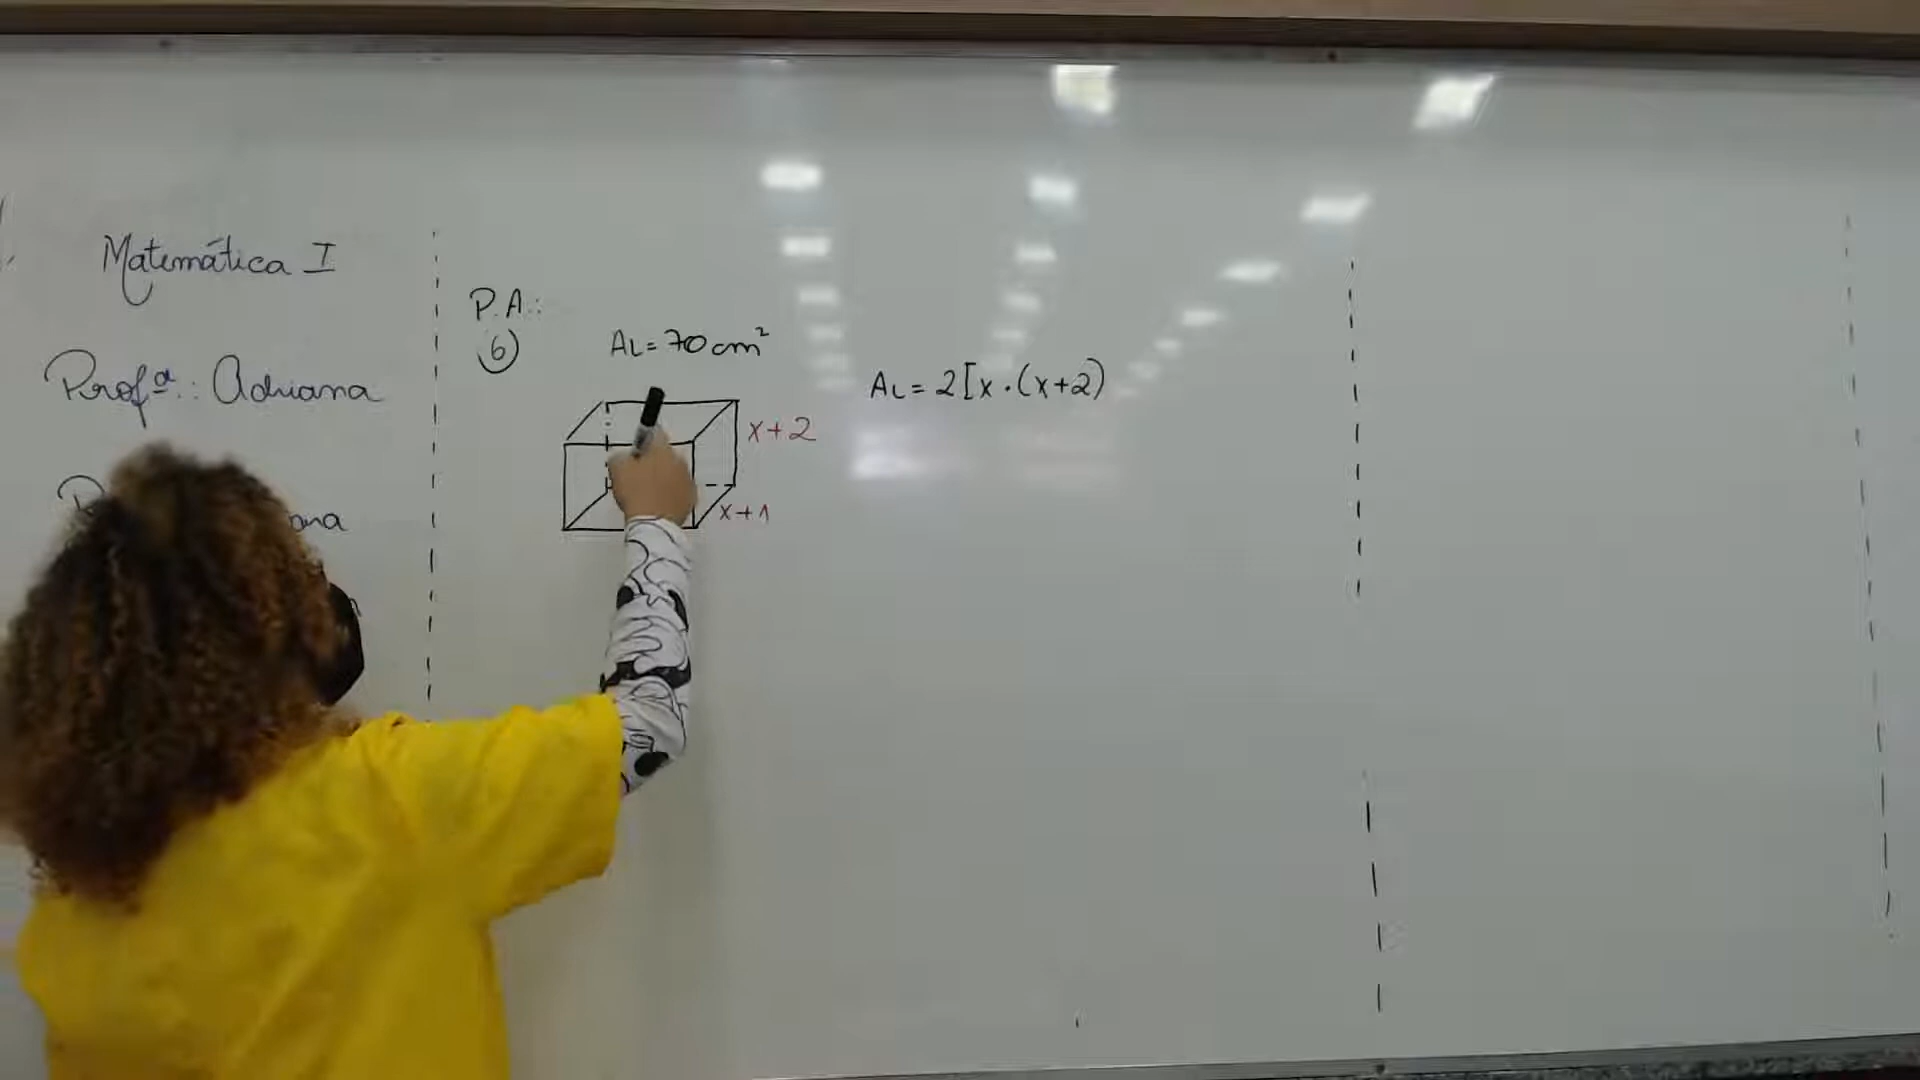 Matemática I
Profª.: Adriana
P.A.:
6
AL = 70 cm²
x+2
x+1
AL = 2[x.(x+2)